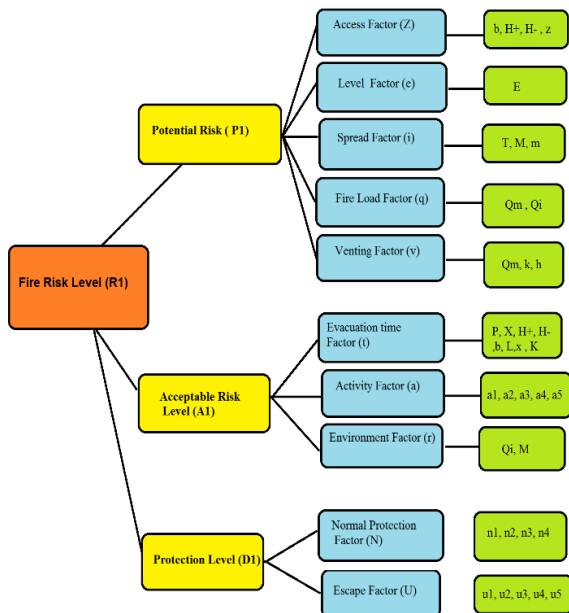 Access Factor (Z)
b, H+, H- , z
Level Factor (e)
E
Potential Risk ( P1)
Spread Factor (i)
T, M, m
Fire Load Factor (q)
Qm , Qi
Venting Factor (v)
Qm, k, h
Fire Risk Level (R1)
Evacuation time
Factor (t)
P, X, H+, H-
,b, L,x , K
Acceptable Risk
Level (A1)
Activity Factor (a)
a1, a2, a3, a4, a5
Environment Factor (r)
Qi, M
Protection Level (D1)
Normal Protection
Factor (N)
n1, n2, n3, n4
Escape Factor (U)
u1, u2, u3, u4, u5